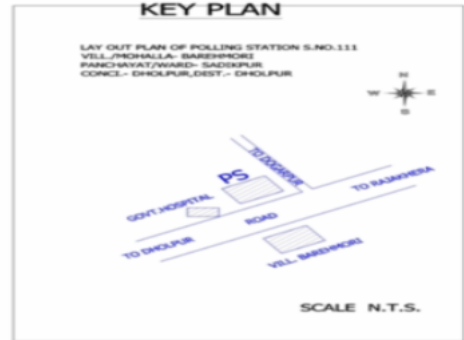 KEY PLAN
LAY OUT PLAN OF POLLING STATION S.NO.111
VILL./MOHALLA- BAREHMORI
PANCHAYAT/WARD- SADIKPUR
CONCI.- DHOLPUR,DIST.- DHOLPUR
N
W E
S
TO DOGARPUR
PS
GOVT.HOSPITAL
TO RAJAKHERA
ROAD
TO DHOLPUR
VILL. BAREHMORI
SCALE N.T.S.